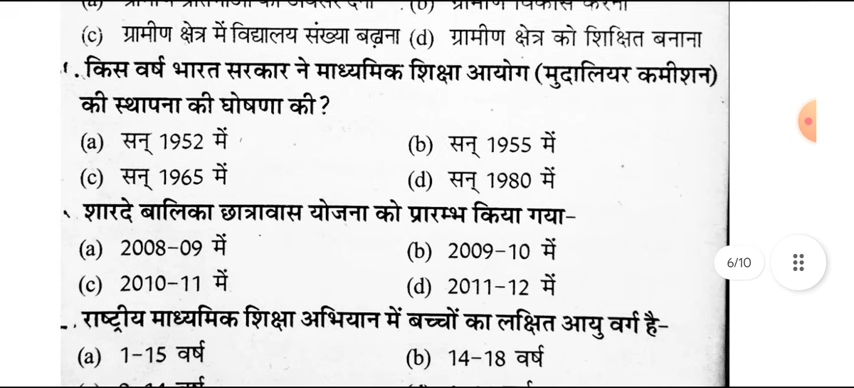 (c) ग्रामीण क्षेत्र में विद्यालय संख्या बढ़ना (d) ग्रामीण क्षेत्र को शिक्षित बनाना
. किस वर्ष भारत सरकार ने माध्यमिक शिक्षा आयोग (मुदालियर कमीशन)
की स्थापना की घोषणा की?
(a) सन् 1952 में (b) सन् 1955 में
(c) सन् 1965 में (d) सन् 1980 में
शारदे बालिका छात्रावास योजना को प्रारम्भ किया गया-
(a) 2008-09 में (b) 2009-10 में
(c) 2010-11 में (d) 2011-12 में
6/10
राष्ट्रीय माध्यमिक शिक्षा अभियान में बच्चों का लक्षित आयु वर्ग है-
(a) 1-15 वर्ष (b) 14-18 वर्ष